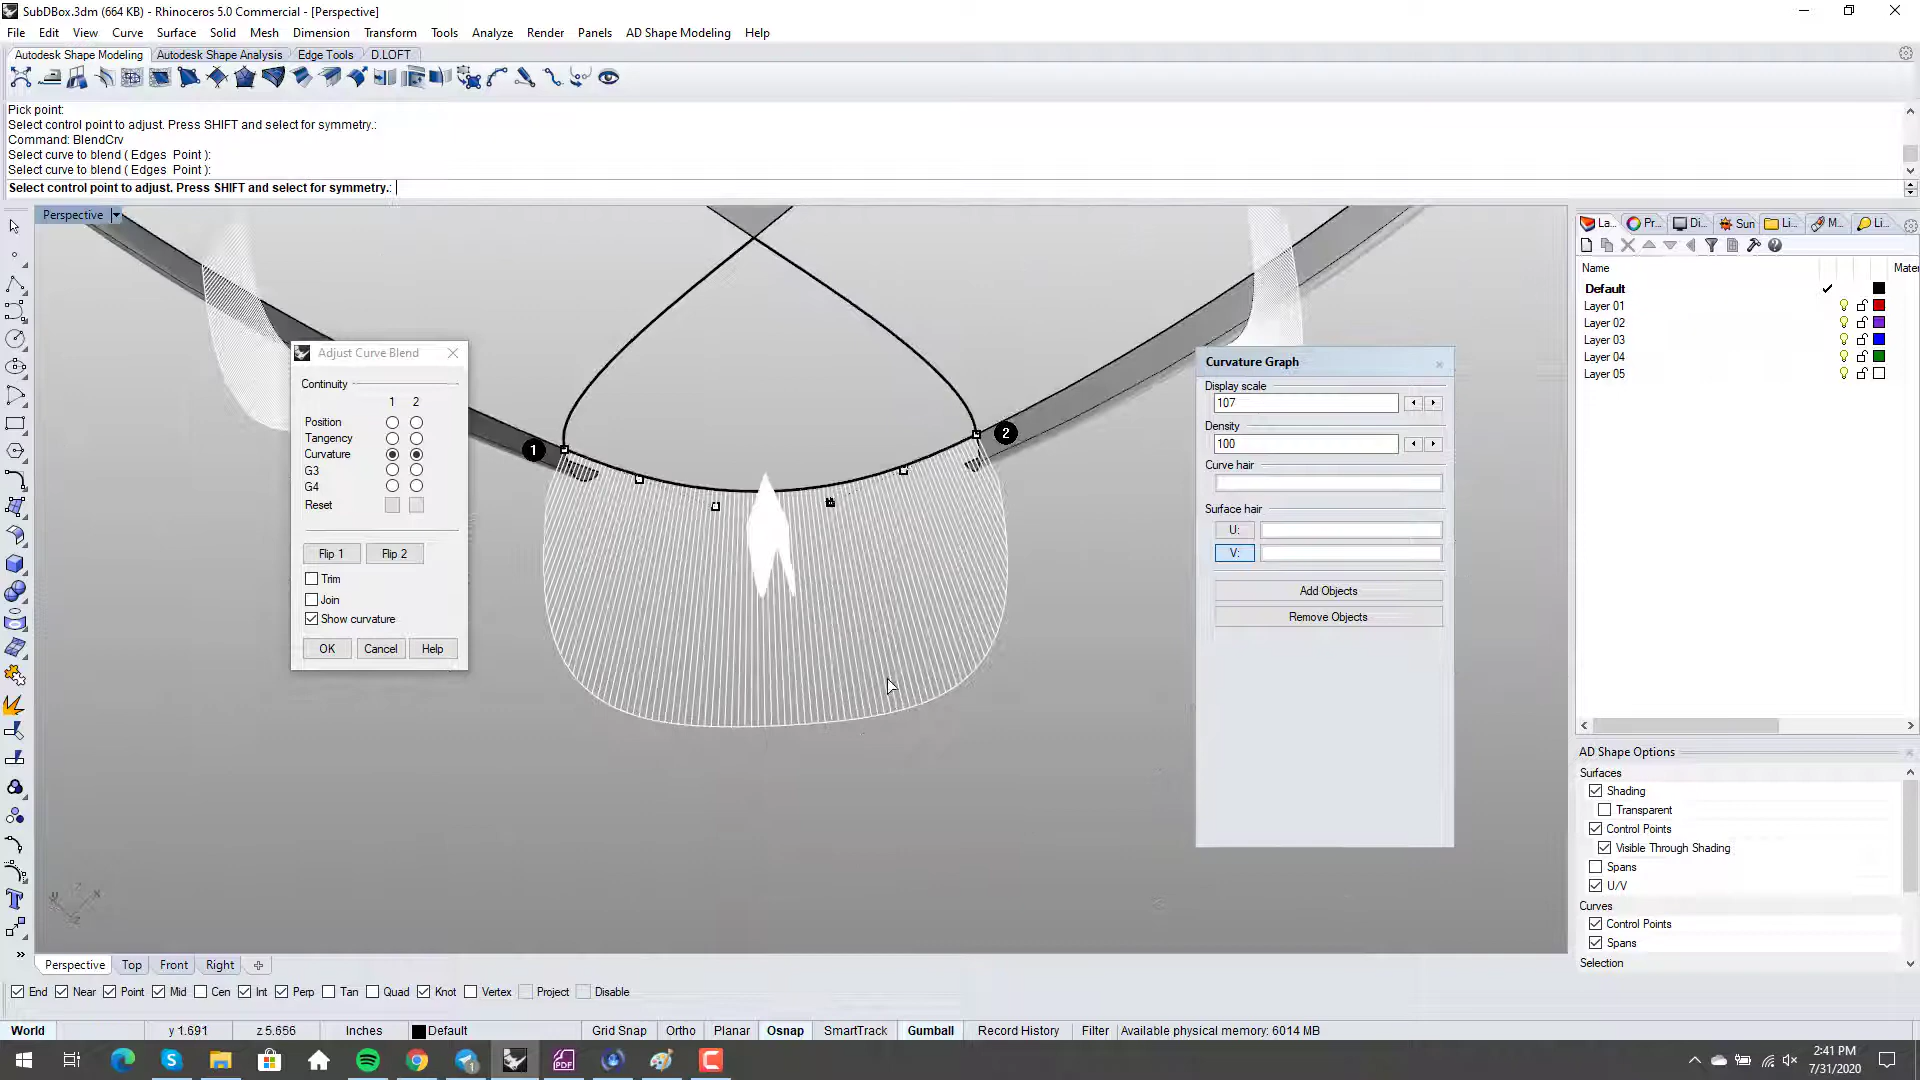 SubDBox.3dm (664 KB) - Rhinoceros 5.0 Commercial - [Perspective]
File Edit View Curve Surface Solid Mesh Dimension Transform Tools Analyze Render Panels AD Shape Modeling Help
Autodesk Shape Modeling Autodesk Shape Analysis Edge Tools D.LOFT
Pick point:
Select control point to adjust. Press SHIFT and select for symmetry.:
Command: BlendCrv
Select curve to blend ( Edges Point ):
Select curve to blend ( Edges Point ):
Select control point to adjust. Press SHIFT and select for symmetry.:
Perspective
La... Pr... Di... Sun Li... M... Li...
Name Mater
Default
Layer 01
Layer 02
Layer 03
Layer 04
Layer 05
Adjust Curve Blend
Continuity
1 2
Position
Tangency
Curvature
G3
G4
Reset
Flip 1 Flip 2
Trim
Join
Show curvature
OK Cancel Help
1
2
Curvature Graph
Display scale
107
Density
100
Curve hair
Surface hair
U:
V:
Add Objects
Remove Objects
AD Shape Options
Surfaces
Shading
Transparent
Control Points
Visible Through Shading
Spans
U/V
Curves
Control Points
Spans
Selection
Perspective Top Front Right
End Near Point Mid Cen Int Perp Tan Quad Knot Vertex Project Disable
World y 1.691 z 5.656 Inches Default Grid Snap Ortho Planar Osnap SmartTrack Gumball Record History Filter Available physical memory: 6014 MB
2:41 PM
7/31/2020